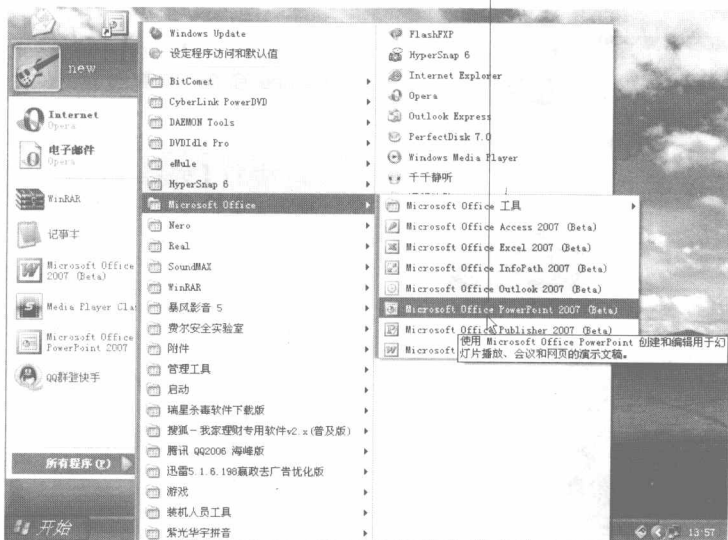 new
Internet
Opera
电子邮件
Opera
WinRAR
记事本
Microsoft Office
2007 (Beta)
Media Player Cla
Microsoft Office
PowerPoint 2007
QQ群登快手
所有程序(P)
开始
Windows Update
设定程序访问和默认值
BitComet
CyberLink PowerDVD
DAEMON Tools
DVDIdle Pro
eMule
HyperSnap 6
Microsoft Office
Nero
Real
SoundMAX
WinRAR
暴风影音 5
费尔安全实验室
附件
管理工具
启动
瑞星杀毒软件下载版
搜狐－我家理财专用软件v2.x(普及版)
腾讯 QQ2006 海峰版
迅雷5.1.6.198赢政去广告优化版
游戏
装机人员工具
紫光华宇拼音
FlashFXP
HyperSnap 6
Internet Explorer
Opera
Outlook Express
PerfectDisk 7.0
Windows Media Player
千千静听
Microsoft Office 工具
Microsoft Office Access 2007 (Beta)
Microsoft Office Excel 2007 (Beta)
Microsoft Office InfoPath 2007 (Beta)
Microsoft Office Outlook 2007 (Beta)
Microsoft Office PowerPoint 2007 (Beta)
Microsoft Office Publisher 2007 (Beta)
Microsoft
使用 Microsoft Office PowerPoint 创建和编辑用于幻
灯片播放、会议和网页的演示文稿。
13:57